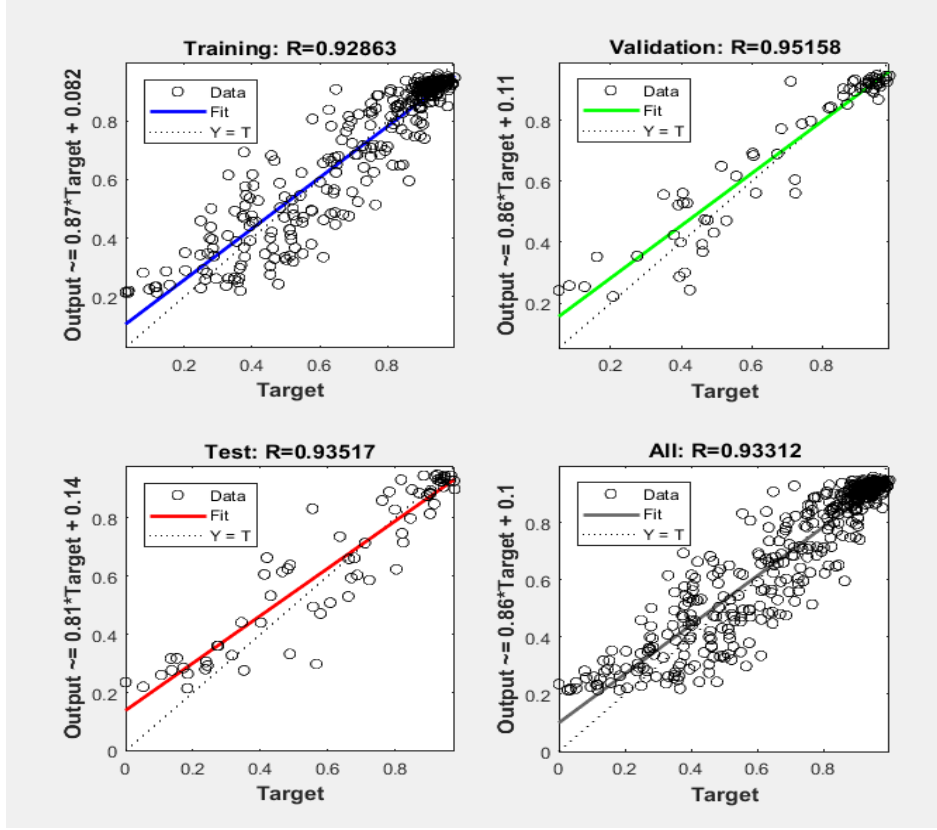 Training: R=0.92863
Output ~= 0.87*Target + 0.082
Data
Fit
Y = T
0.8
0.6
0.4
0.2
0.2 0.4 0.6 0.8
Target
Validation: R=0.95158
Output ~= 0.86*Target + 0.11
Data
Fit
Y = T
0.8
0.6
0.4
0.2
0.2 0.4 0.6 0.8
Target
Test: R=0.93517
Output ~= 0.81*Target + 0.14
Data
Fit
Y = T
0.8
0.6
0.4
0.2
0
0 0.2 0.4 0.6 0.8
Target
All: R=0.93312
Output ~= 0.86*Target + 0.1
Data
Fit
Y = T
0.8
0.6
0.4
0.2
0
0 0.2 0.4 0.6 0.8
Target